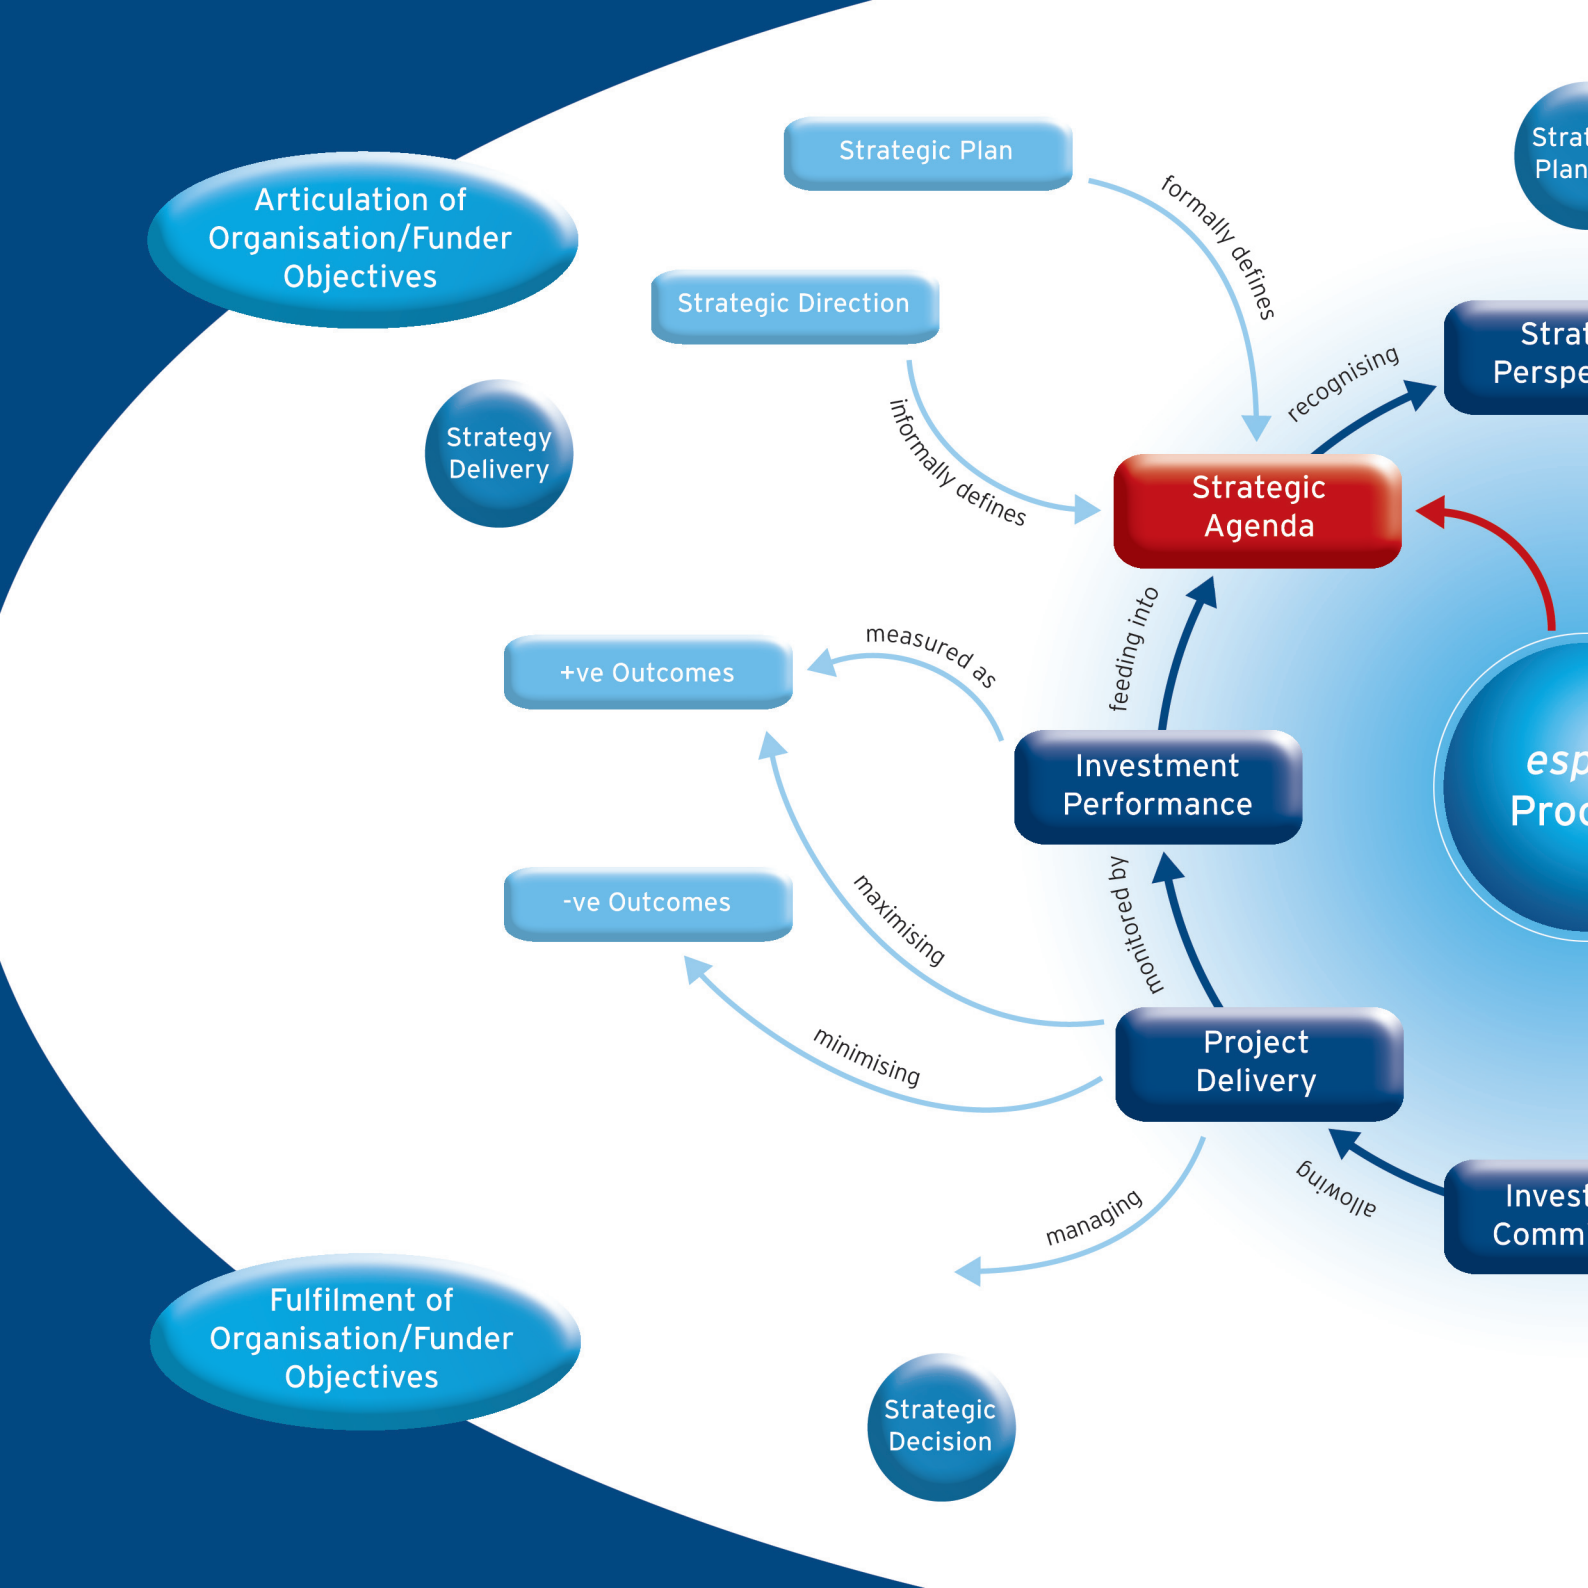 Strategic Plan
Articulation of
Organisation/Funder
Objectives
formally defines
Strategic Direction
recognising
informally defines
Strategy
Delivery
Strategic
Agenda
feeding into
measured as
+ve Outcomes
Investment
Performance
maximising
monitored by
-ve Outcomes
minimising
Project
Delivery
allowing
managing
Fulfilment of
Organisation/Funder
Objectives
Strategic
Decision